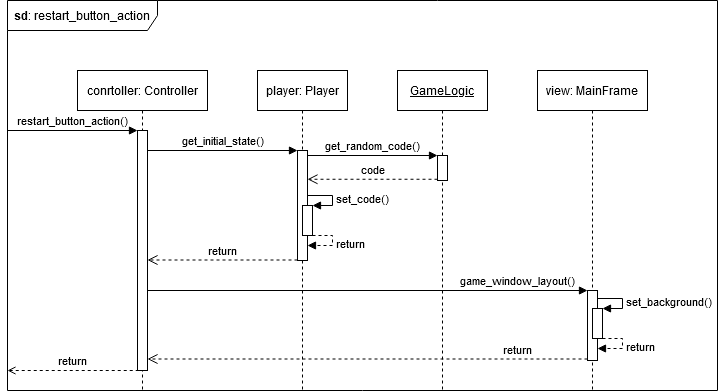 sd: restart_button_action
conrtoller: Controller
player: Player
GameLogic
view: MainFrame
restart_button_action()
get_initial_state()
get_random_code()
code
set_code()
return
return
game_window_layout()
set_background()
return
return
return